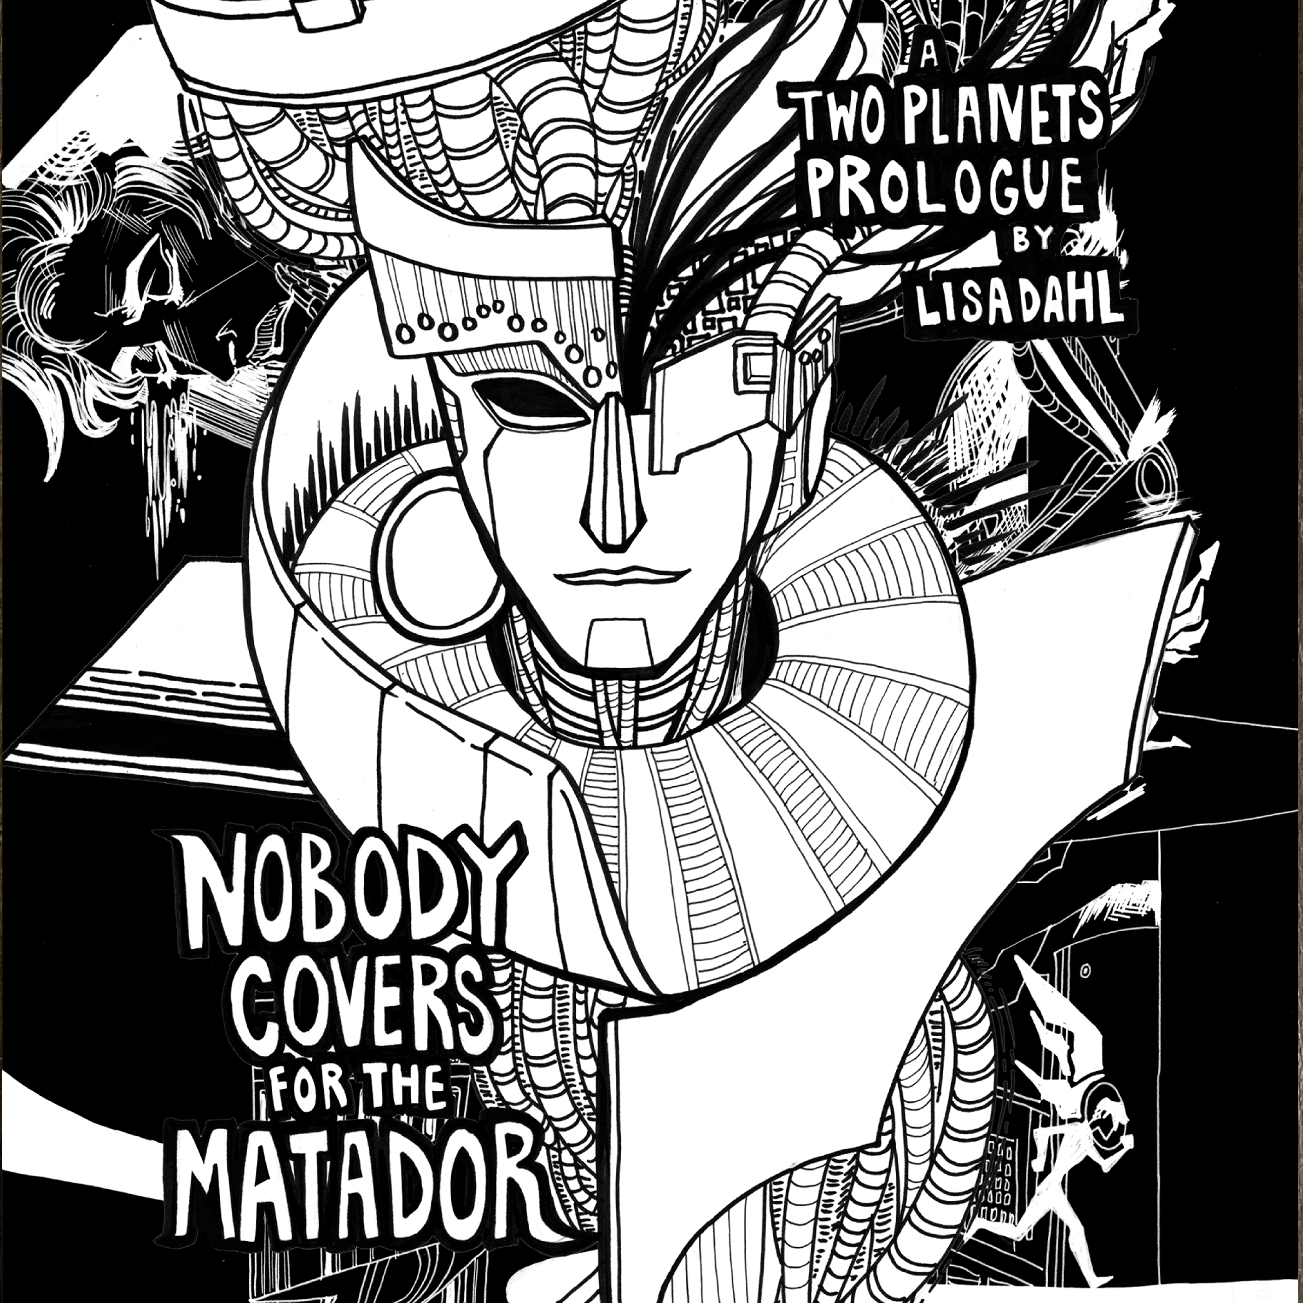 A
TWO PLANETS
PROLOGUE
BY
LISA DAHL
NOBODY
COVERS
FOR THE
MATADOR